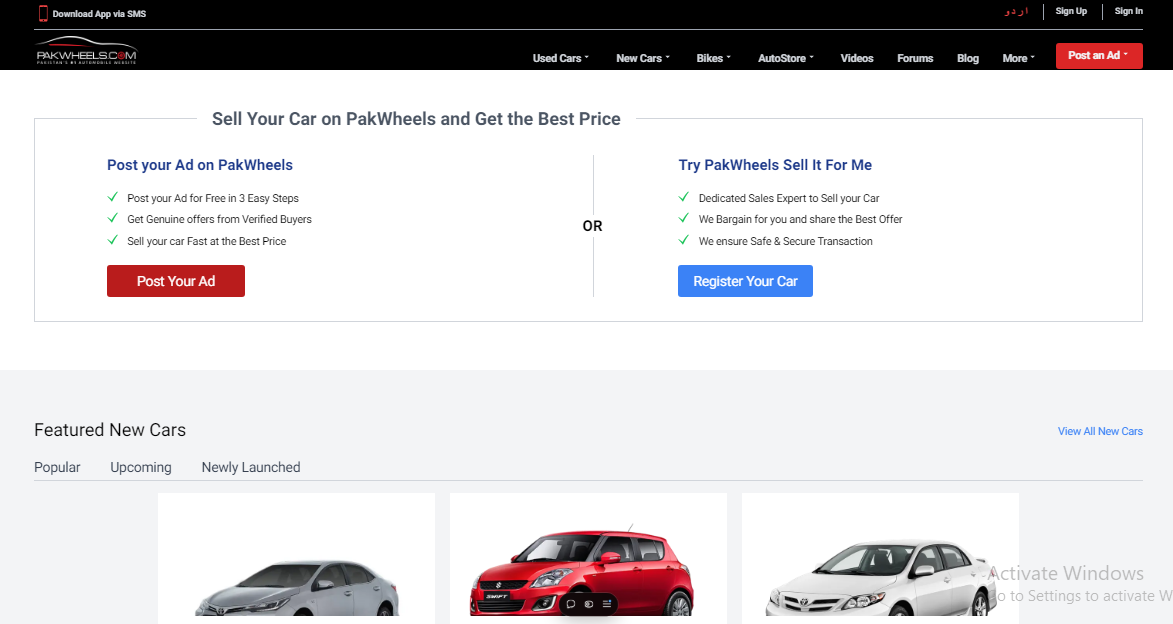 Download App via SMS
اردو
Sign Up
Sign In
PAKWHEELS.COM
PAKISTAN'S #1 AUTOMOBILE WEBSITE
Used Cars
New Cars
Bikes
AutoStore
Videos
Forums
Blog
More
Post an Ad
Sell Your Car on PakWheels and Get the Best Price
Post your Ad on PakWheels
Post your Ad for Free in 3 Easy Steps
Get Genuine offers from Verified Buyers
Sell your car Fast at the Best Price
Post Your Ad
OR
Try PakWheels Sell It For Me
Dedicated Sales Expert to Sell your Car
We Bargain for you and share the Best Offer
We ensure Safe & Secure Transaction
Register Your Car
Featured New Cars
View All New Cars
Popular
Upcoming
Newly Launched
SWIFT
Activate Windows
Go to Settings to activate W